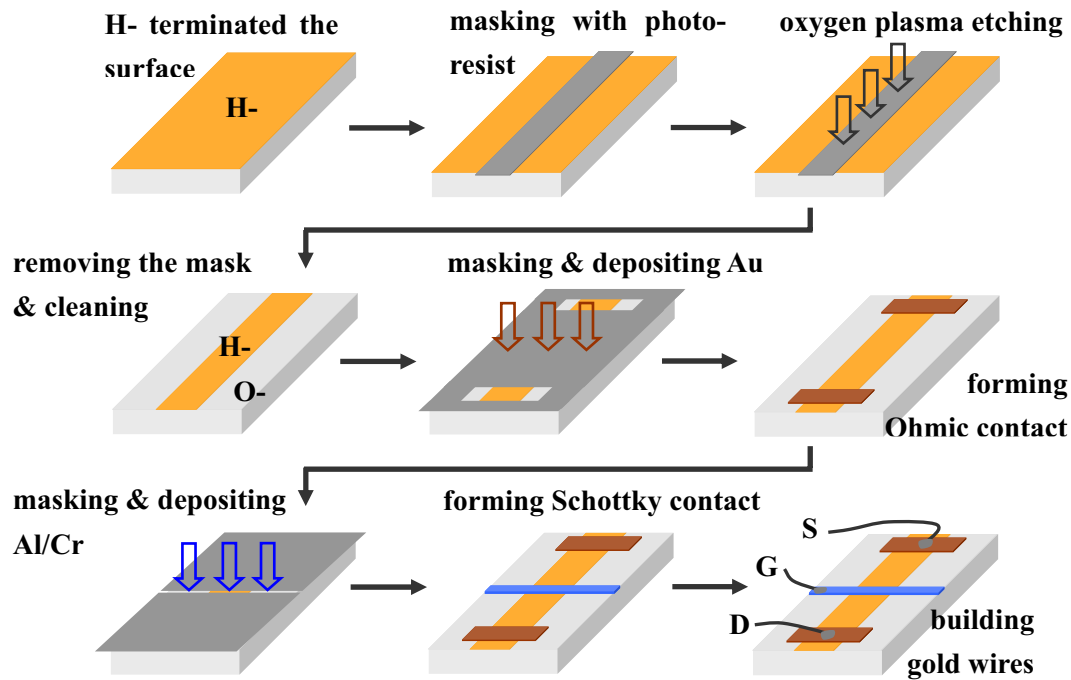 H- terminated the
surface
H-
masking with photo-
resist
oxygen plasma etching
removing the mask
& cleaning
H-
O-
masking & depositing Au
forming
Ohmic contact
masking & depositing
Al/Cr
forming Schottky contact
S
G
D
building
gold wires